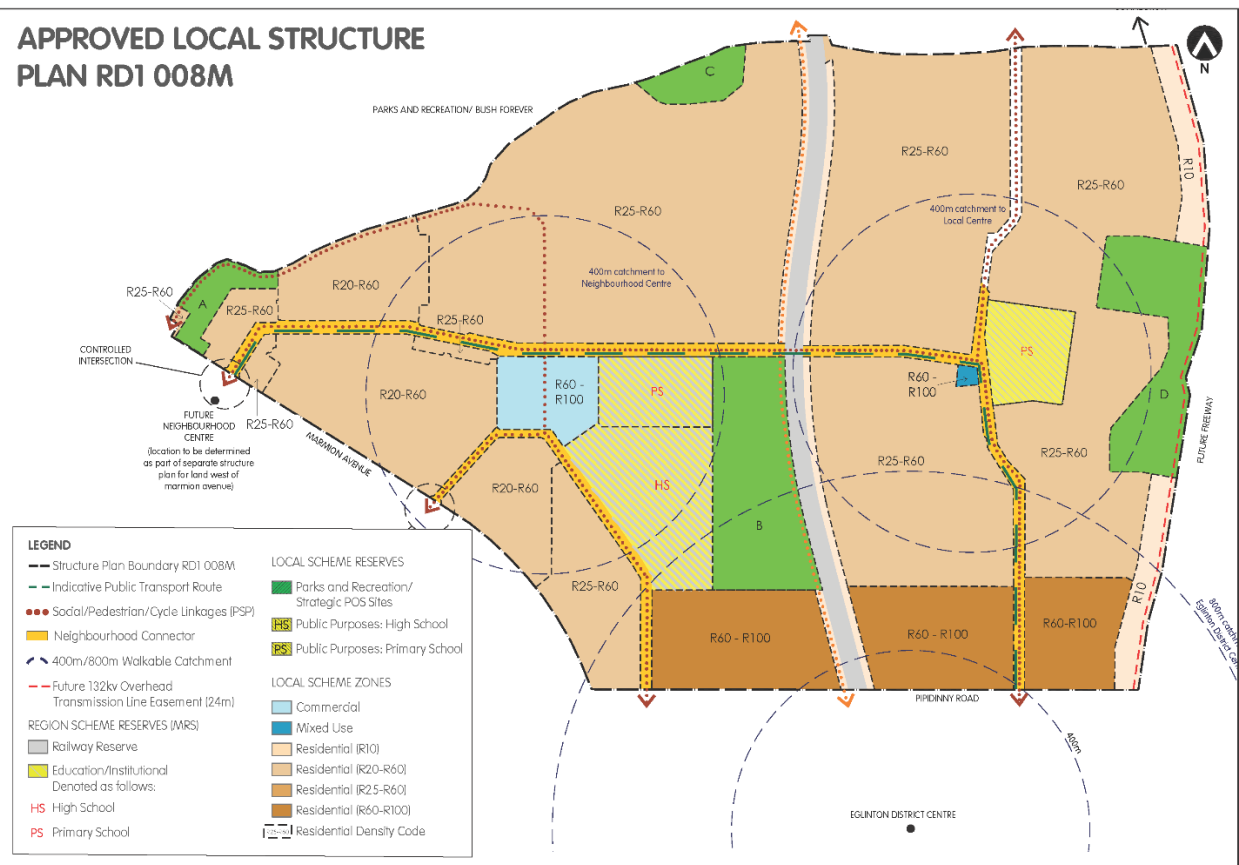 APPROVED LOCAL STRUCTURE
PLAN RD1 008M
N
PARKS AND RECREATION/ BUSH FOREVER
C
R25-R60
R25-R60
R10
R25-R60
400m catchment to
Local Centre
R25-R60
400m catchment to
Neighbourhood Centre
R25-R60
A
R25-R60
R20-R60
R25-R60
CONTROLLED
INTERSECTION
PS
R60 -
R100
R60 -
R100
PS
D
R20-R60
FUTURE
NEIGHBOURHOOD
CENTRE
(location to be determined
as part of separate structure
plan for land west of
marmion avenue)
R25-R60
MARMION AVENUE
FUTURE FREEWAY
R25-R60
R25-R60
R20-R60
HS
B
R25-R60
R10
R60 - R100
R60 - R100
R60-R100
800m catchm
Eglinton District Cen
PIPIDINNY ROAD
400m
EGLINTON DISTRICT CENTRE
LEGEND
Structure Plan Boundary RD1 008M
Indicative Public Transport Route
Social/Pedestrian/Cycle Linkages (PSP)
Neighbourhood Connector
400m/800m Walkable Catchment
Future 132kv Overhead
Transmission Line Easement (24m)
REGION SCHEME RESERVES (MRS)
Railway Reserve
Education/Institutional
Denoted as follows:
HS High School
PS Primary School
LOCAL SCHEME RESERVES
Parks and Recreation/
Strategic POS Sites
HS Public Purposes: High School
PS Public Purposes: Primary School
LOCAL SCHEME ZONES
Commercial
Mixed Use
Residential (R10)
Residential (R20-R60)
Residential (R25-R60)
Residential (R60-R100)
Residential Density Code